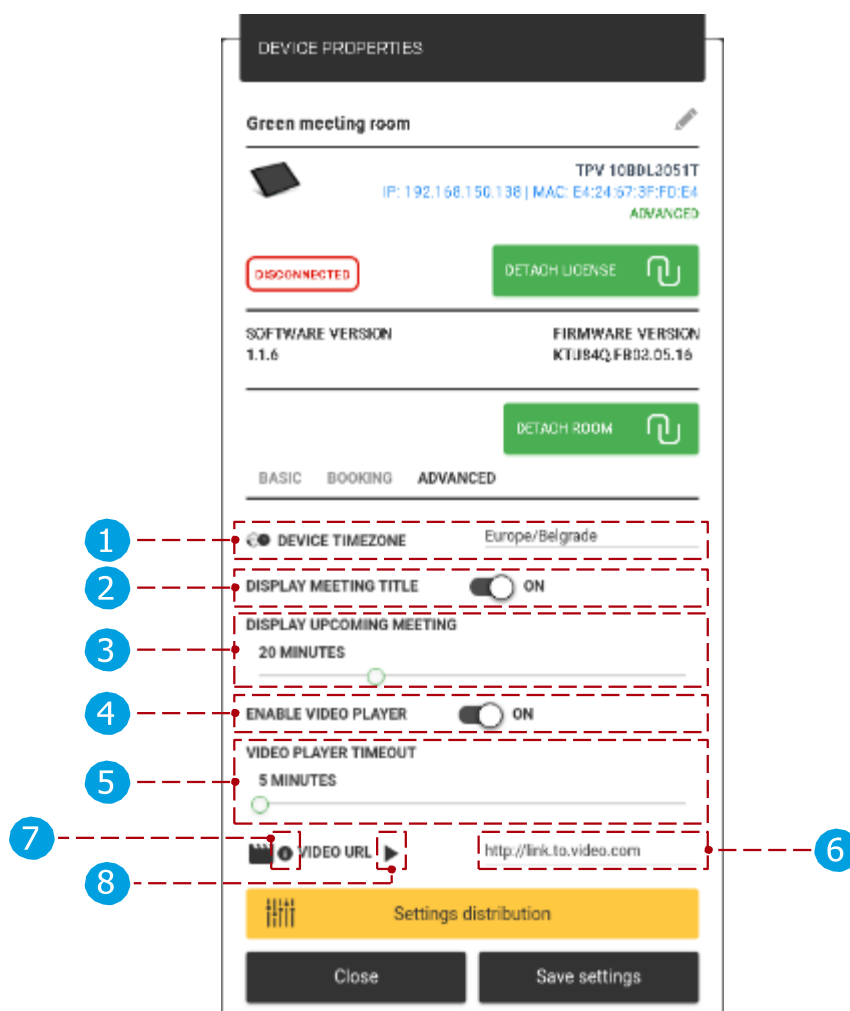 DEVICE PROPERTIES
Green meeting room
TPV 10BDL3051T
IP: 192.168.150.138 | MAC: E4:24:67:3F:FD:E4
ADVANCED
DISCONNECTED
DETACH LICENSE
SOFTWARE VERSION FIRMWARE VERSION
1.1.6 KTU84Q.FB02.05.16
DETACH ROOM
BASIC BOOKING ADVANCED
1 DEVICE TIMEZONE Europe/Belgrade
2 DISPLAY MEETING TITLE ON
DISPLAY UPCOMING MEETING
3 20 MINUTES
4 ENABLE VIDEO PLAYER ON
VIDEO PLAYER TIMEOUT
5 5 MINUTES
7 VIDEO URL http://link.to.video.com 6
8
Settings distribution
Close Save settings